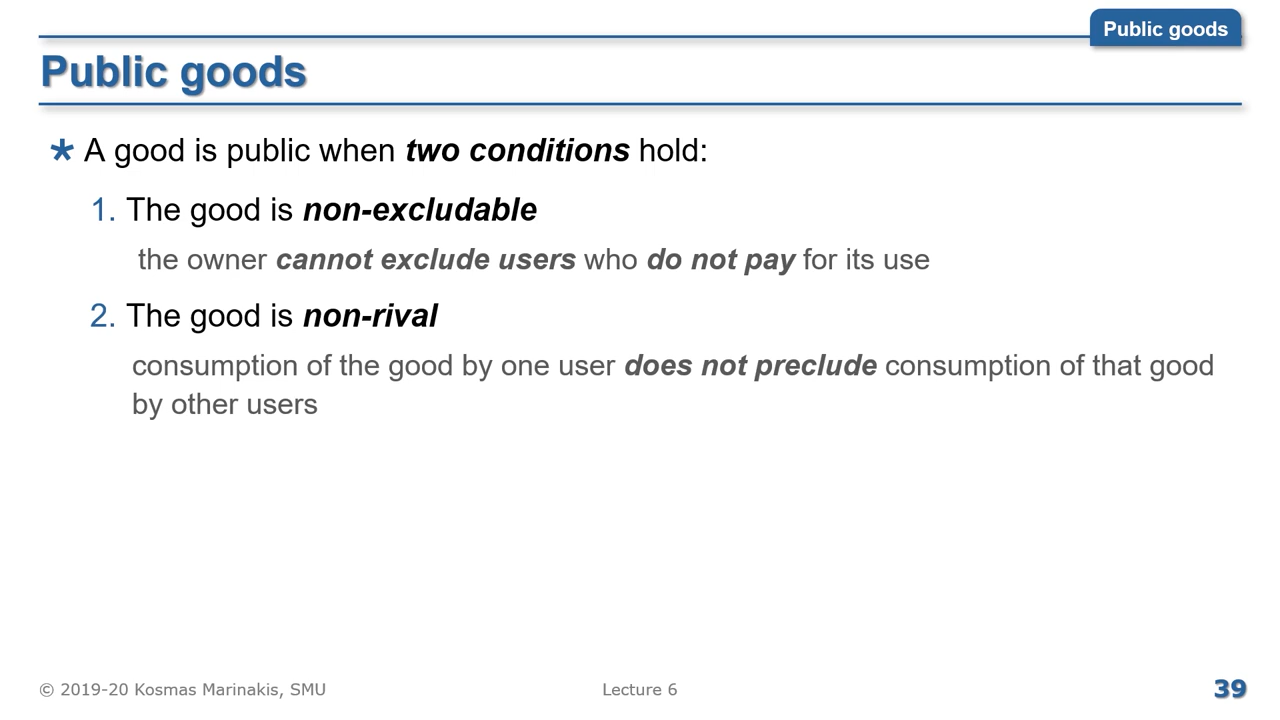 Public goods
Public goods
* A good is public when two conditions hold:
1. The good is non-excludable
the owner cannot exclude users who do not pay for its use
2. The good is non-rival
consumption of the good by one user does not preclude consumption of that good
by other users
© 2019-20 Kosmas Marinakis, SMU
Lecture 6
39